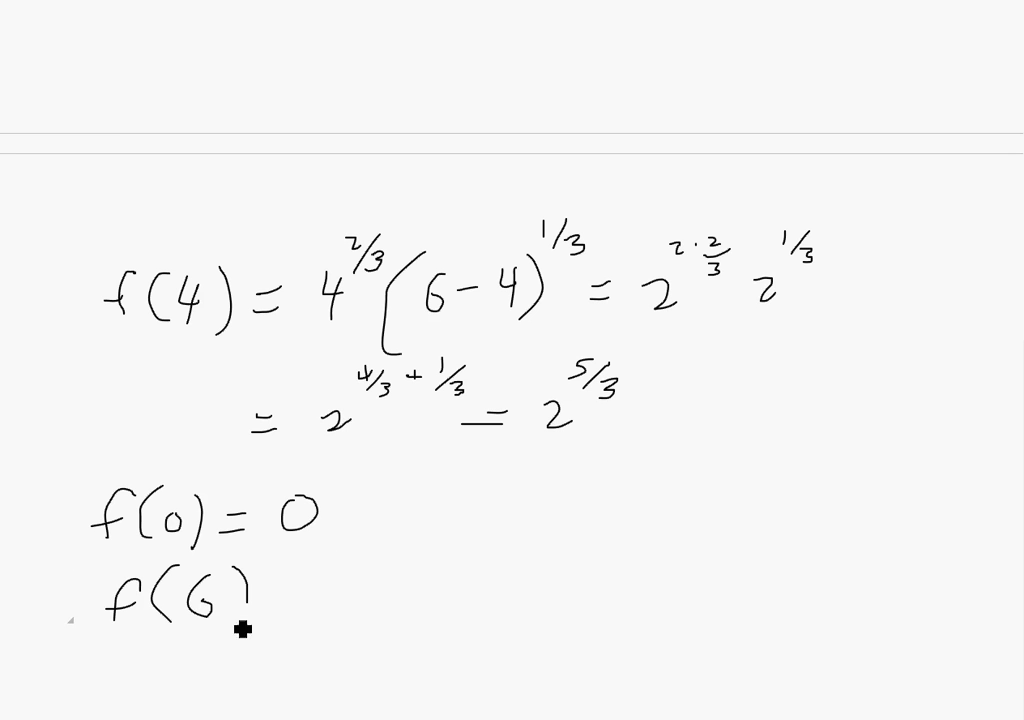 f(4) = 4^{2/3} (6 - 4)^{1/3} = 2^{2 · 2/3} 2^{1/3}
= 2^{4/3 + 1/3} = 2^{5/3}
f(0) = 0
f(6)